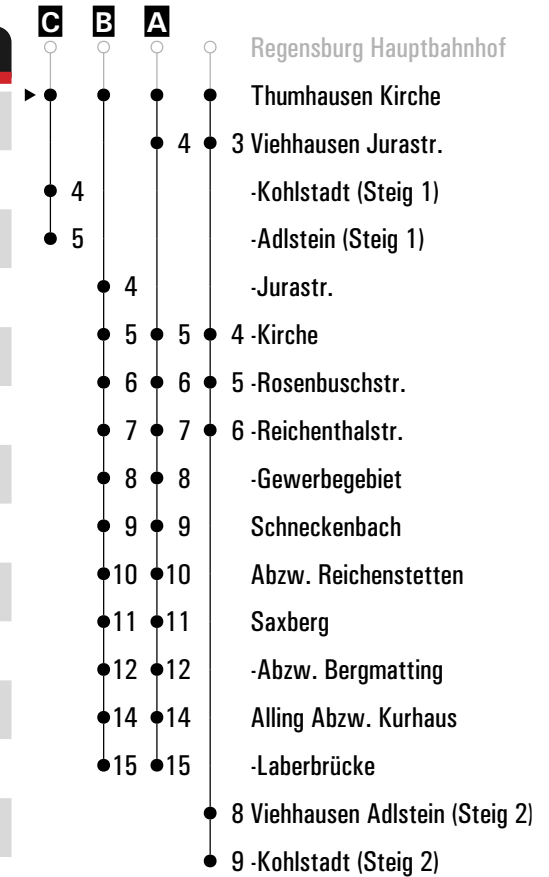 C B A
Regensburg Hauptbahnhof
Thumhausen Kirche
4 3 Viehhausen Jurastr.
4 -Kohlstadt (Steig 1)
5 -Adlstein (Steig 1)
4 -Jurastr.
5 5 4 -Kirche
6 6 5 -Rosenbuschstr.
7 7 6 -Reichenthalstr.
8 8 -Gewerbegebiet
9 9 Schneckenbach
10 10 Abzw. Reichenstetten
11 11 Saxberg
12 12 -Abzw. Bergmatting
14 14 Alling Abzw. Kurhaus
15 15 -Laberbrücke
8 Viehhausen Adlstein (Steig 2)
9 -Kohlstadt (Steig 2)